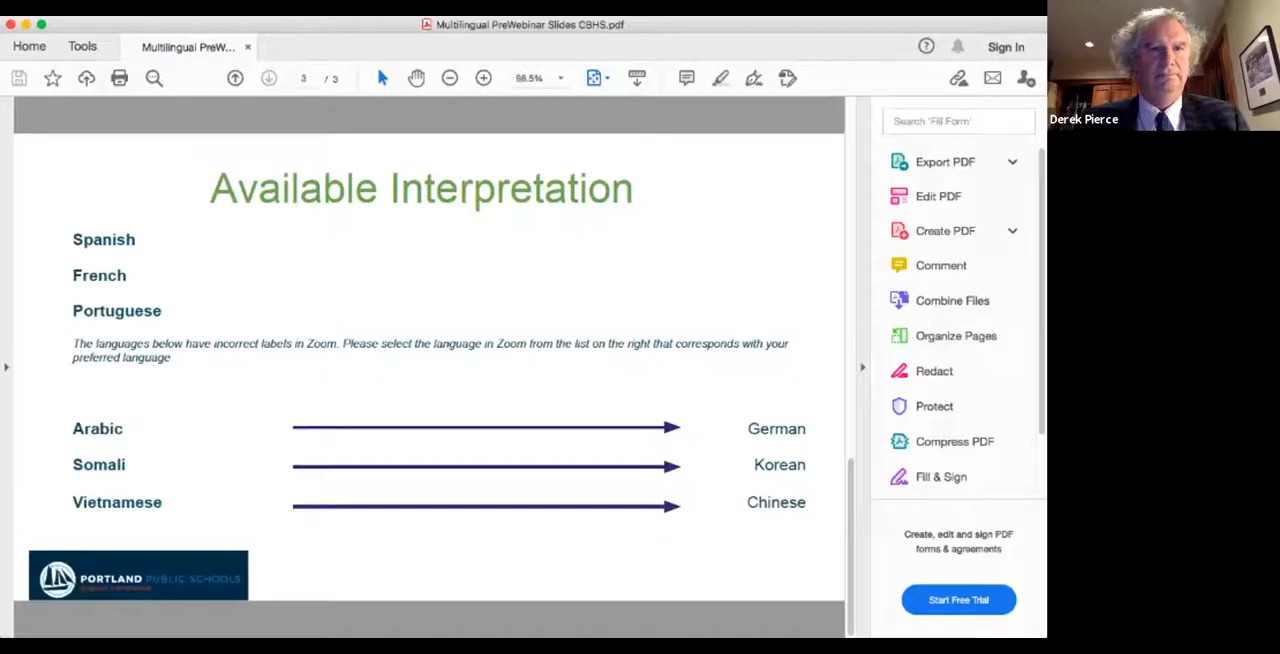 Multilingual PreWebinar Slides CBHS.pdf
Home
Tools
Multilingual PreW...
Sign In
3 / 3
98.5%
Derek Pierce
Available Interpretation
Spanish
French
Portuguese
The languages below have incorrect labels in Zoom. Please select the language in Zoom from the list on the right that corresponds with your
preferred language
Arabic
German
Somali
Korean
Vietnamese
Chinese
PORTLAND PUBLIC SCHOOLS
Search 'Fill Form'
Export PDF
Edit PDF
Create PDF
Comment
Combine Files
Organize Pages
Redact
Protect
Compress PDF
Fill & Sign
Create, edit and sign PDF
forms & agreements
Start Free Trial